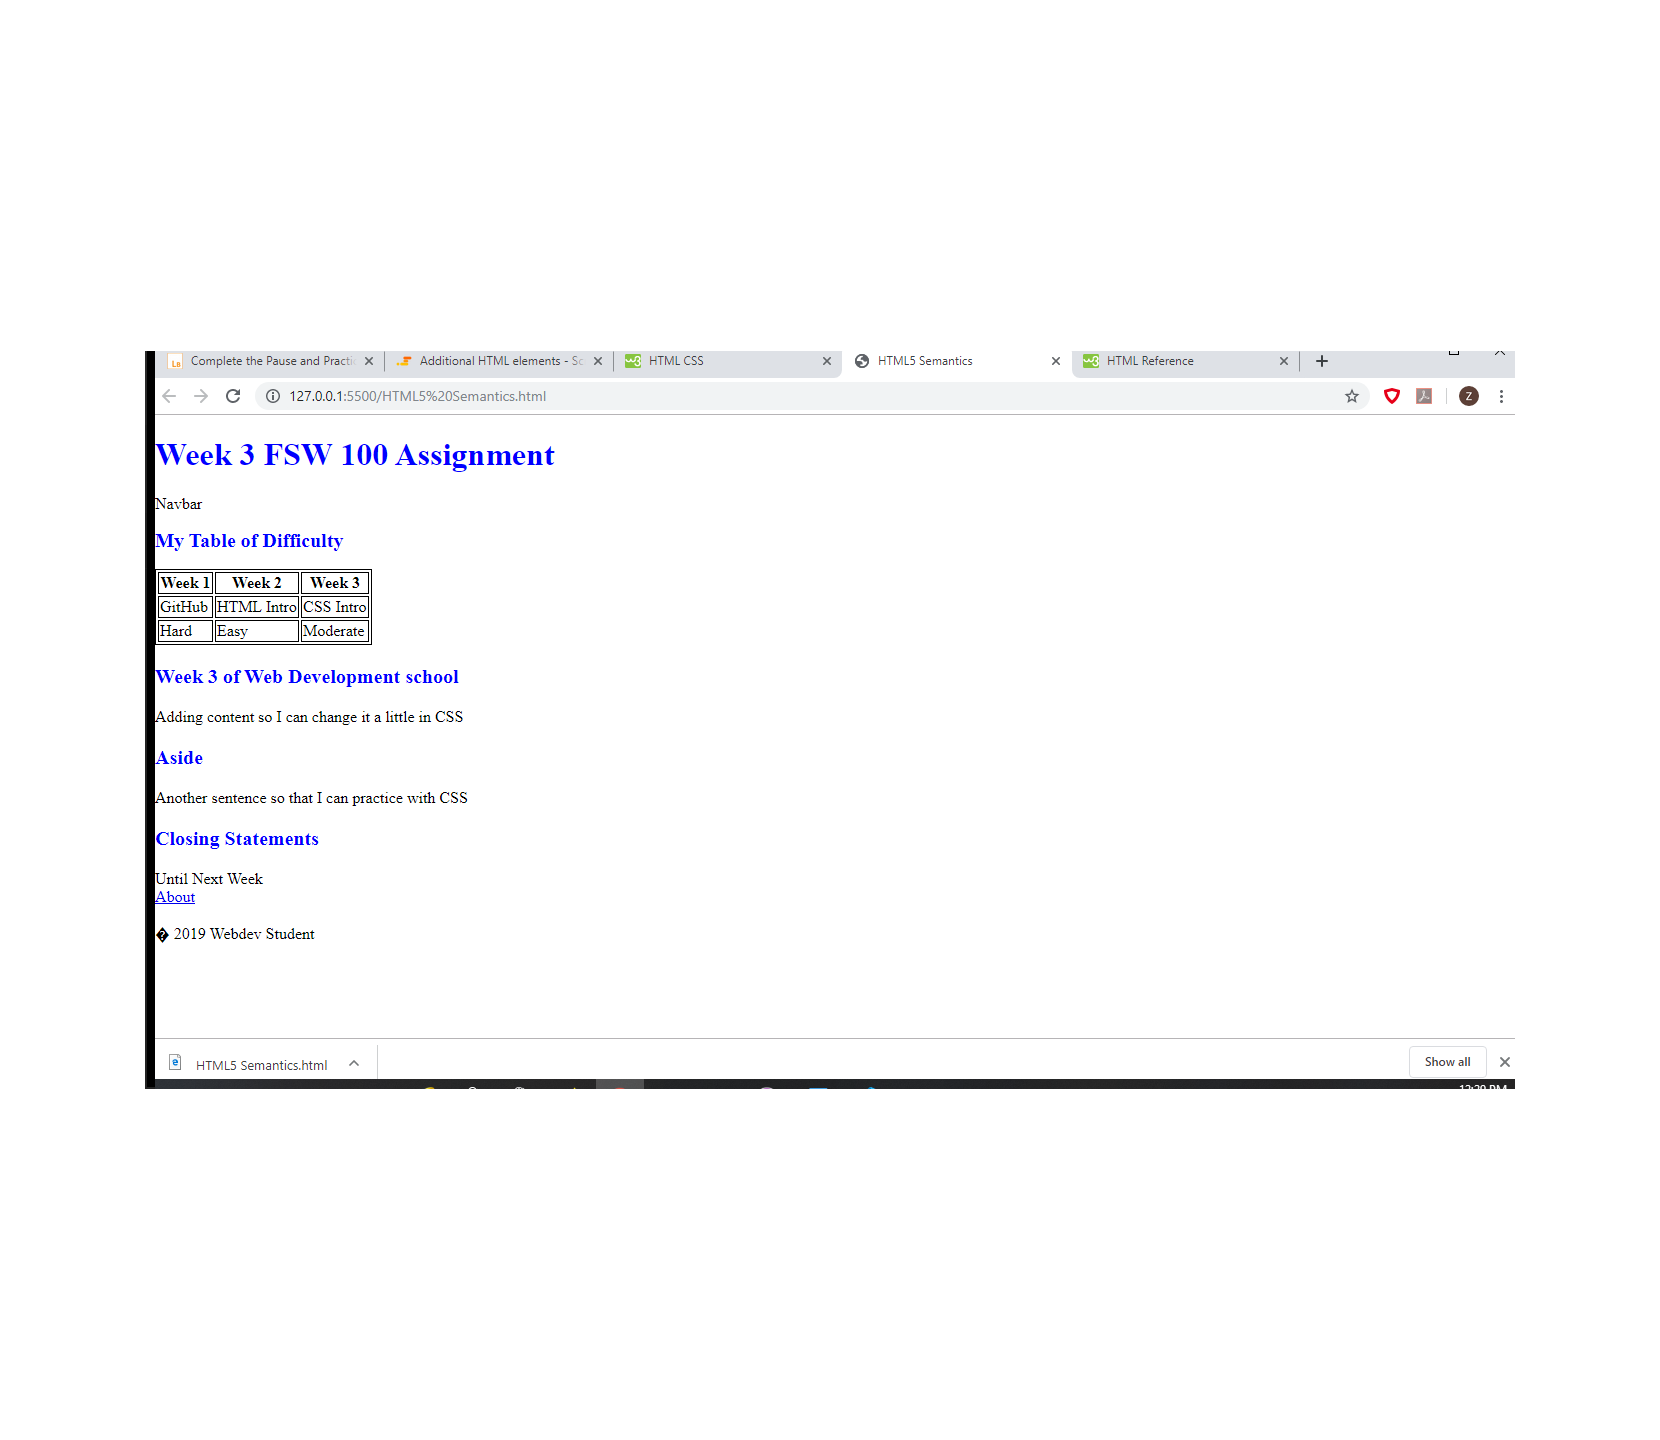 Complete the Pause and Practi
Additional HTML elements - Sc
HTML CSS
HTML5 Semantics
HTML Reference
127.0.0.1:5500/HTML5%20Semantics.html
Z
Week 3 FSW 100 Assignment
Navbar
My Table of Difficulty
Week 1 Week 2 Week 3
GitHub HTML Intro CSS Intro
Hard Easy Moderate
Week 3 of Web Development school
Adding content so I can change it a little in CSS
Aside
Another sentence so that I can practice with CSS
Closing Statements
Until Next Week
About
� 2019 Webdev Student
HTML5 Semantics.html
Show all